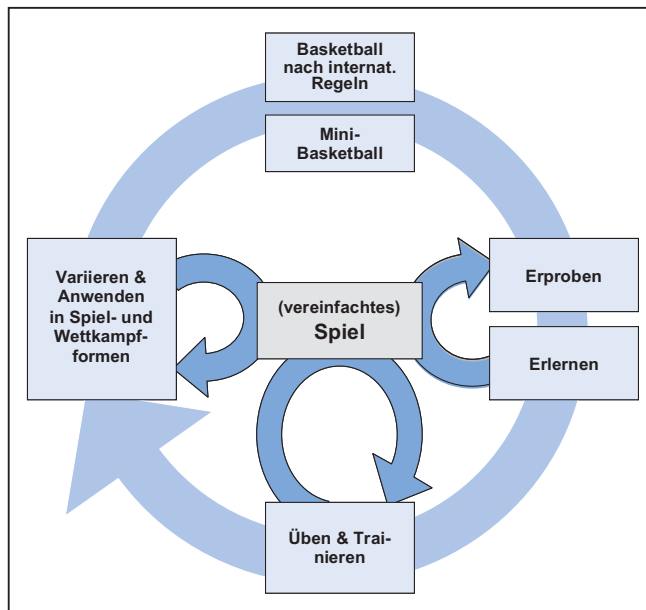 Basketball
nach internat.
Regeln
Mini-
Basketball
Variieren &
Anwenden
in Spiel- und
Wettkampf-
formen
(vereinfachtes)
Spiel
Erproben
Erlernen
Üben & Trai-
nieren